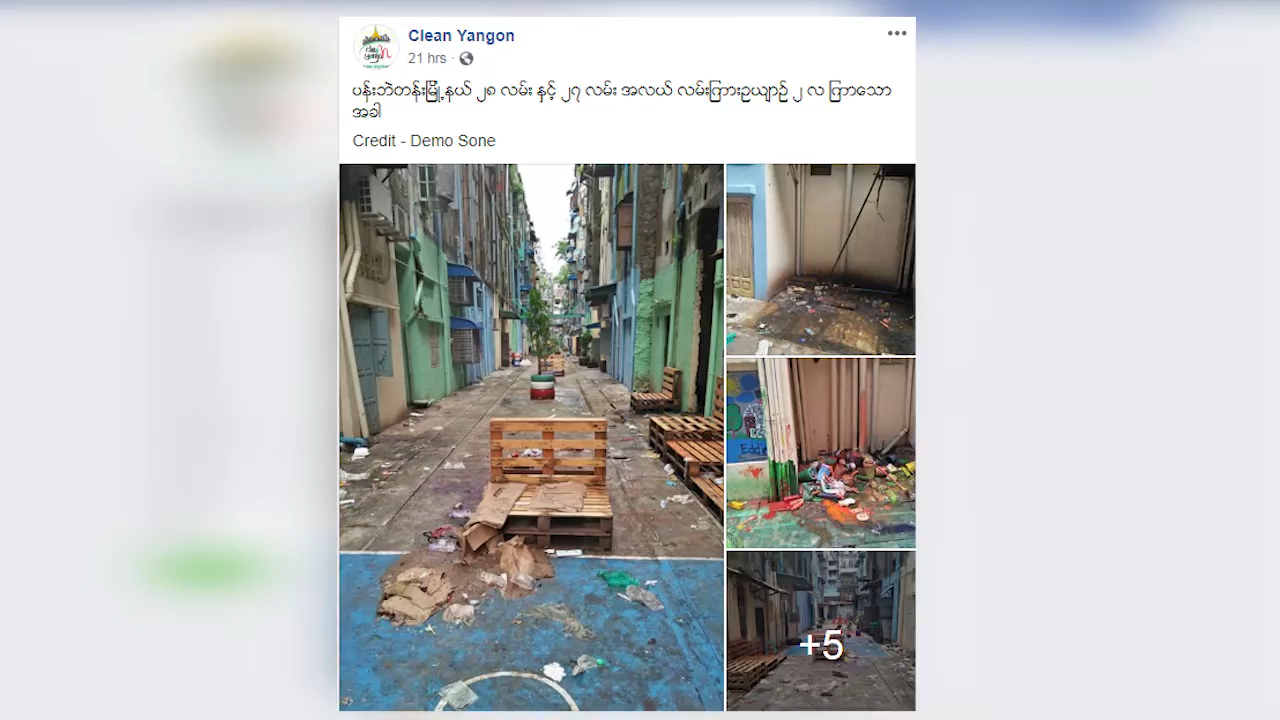 Clean Yangon
21 hrs ·
ပန်းဘဲတန်းမြို့နယ် ၂၈ လမ်း နှင့် ၂၇ လမ်း အလယ် လမ်းကြားဥယျာဉ် ၂ လ ကြာသော
အခါ
Credit - Demo Sone
+5